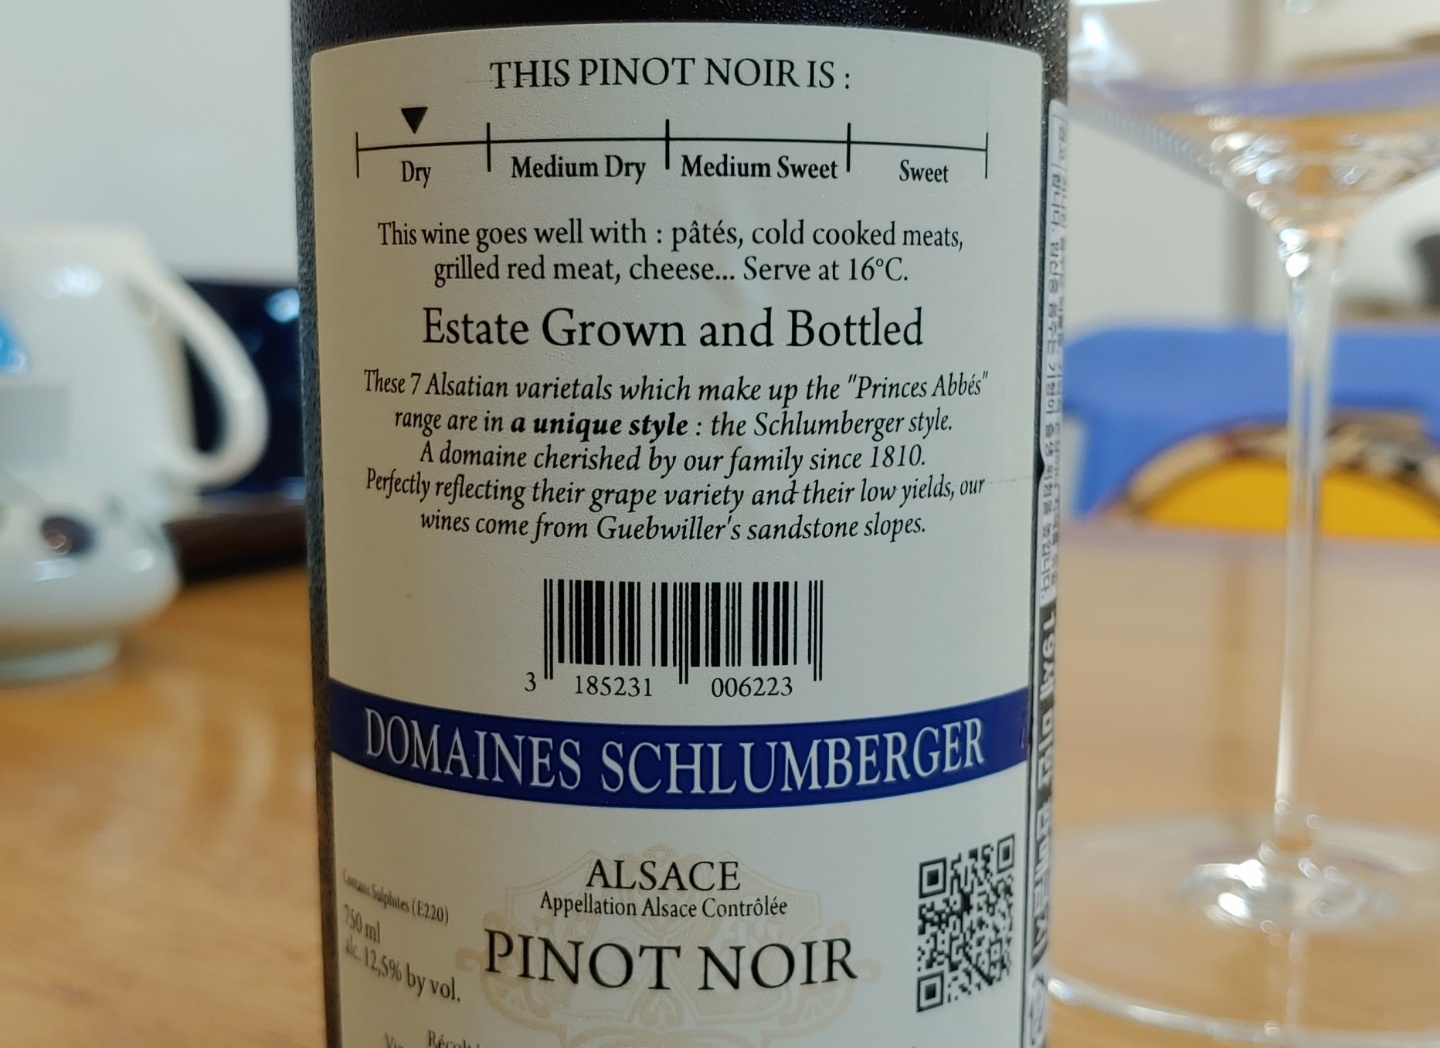 THIS PINOT NOIR IS :
Dry Medium Dry Medium Sweet Sweet
This wine goes well with : pâtés, cold cooked meats,
grilled red meat, cheese... Serve at 16°C.
Estate Grown and Bottled
These 7 Alsatian varietals which make up the "Princes Abbés"
range are in a unique style : the Schlumberger style.
A domaine cherished by our family since 1810.
Perfectly reflecting their grape variety and their low yields, our
wines come from Guebwiller's sandstone slopes.
3 185231 006223
DOMAINES SCHLUMBERGER
ALSACE
Appellation Alsace Contrôlée
PINOT NOIR
Contains Sulphites (E220)
750 ml
alc. 12,5% by vol.